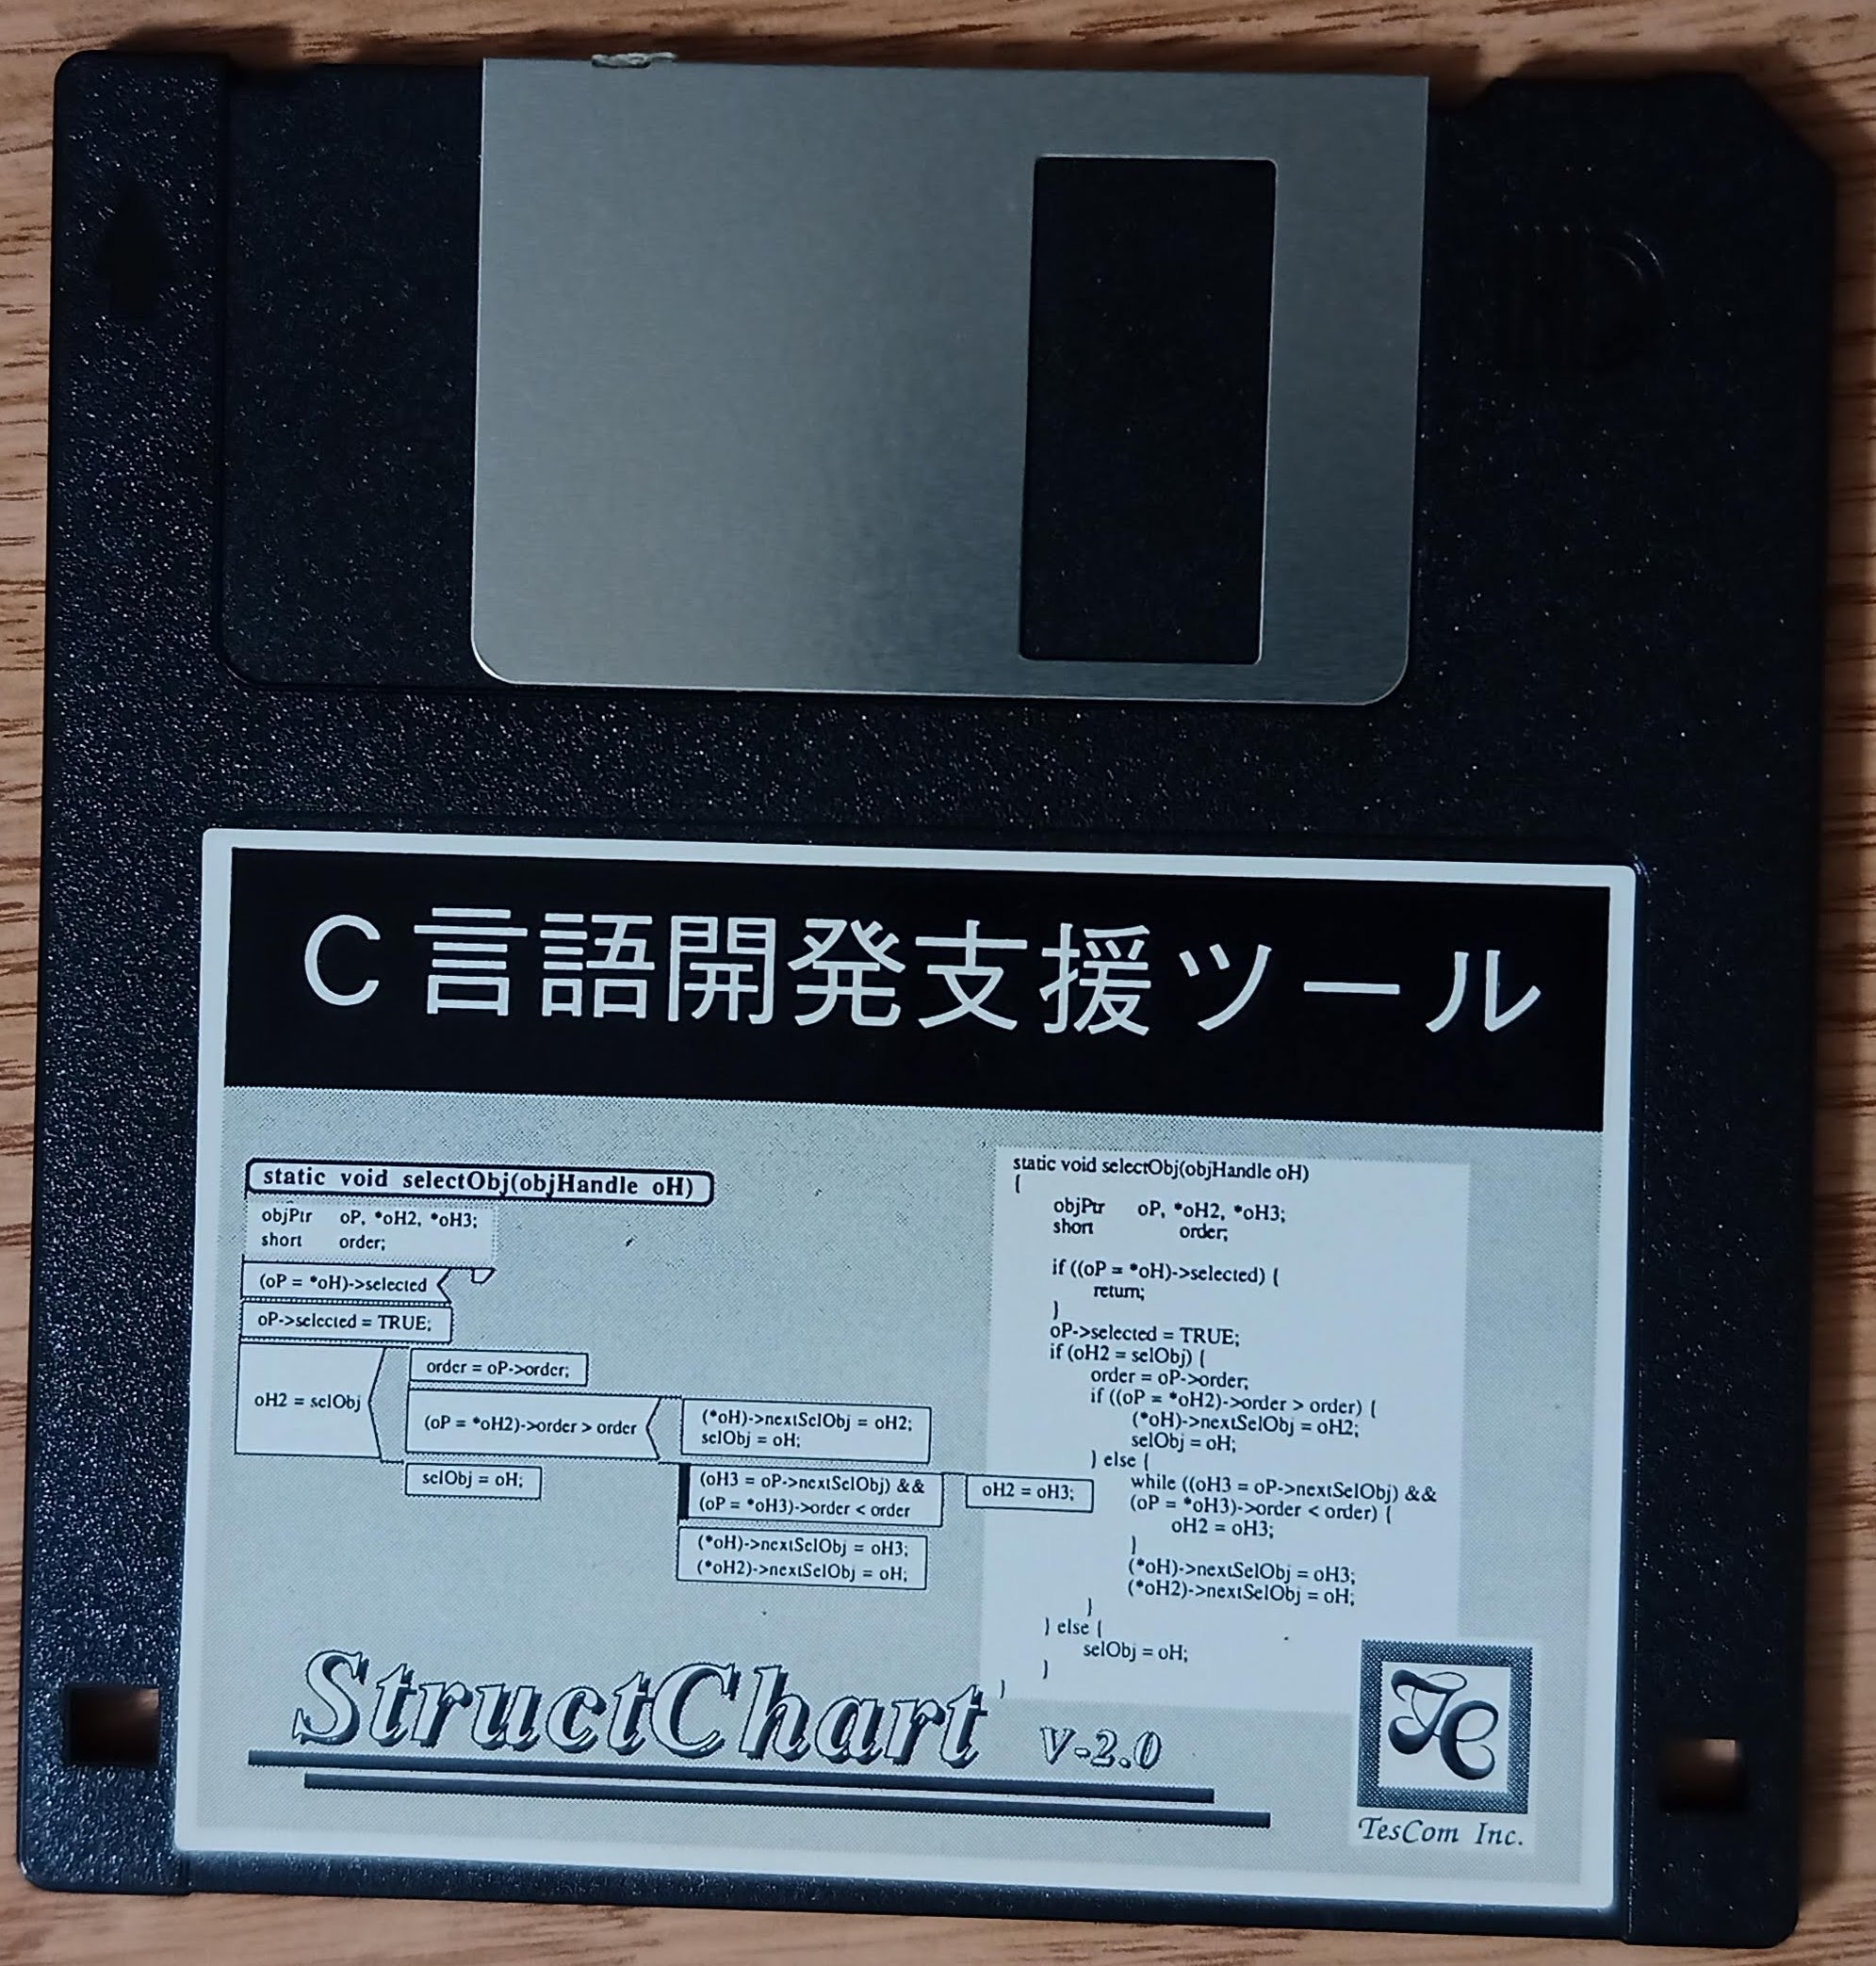 C言語開発支援ツール
static void selectObj(objHandle oH)
objPtr oP, *oH2, *oH3;
short order;
(oP = *oH)->selected
oP->selected = TRUE;
oH2 = selObj
order = oP->order;
(oP = *oH2)->order > order
selObj = oH;
(*oH)->nextSelObj = oH2;
selObj = oH;
(oH3 = oP->nextSelObj) &&
(oP = *oH3)->order < order
oH2 = oH3;
(*oH)->nextSelObj = oH3;
(*oH2)->nextSelObj = oH;
static void selectObj(objHandle oH)
{
objPtr oP, *oH2, *oH3;
short order;
if ((oP = *oH)->selected) {
return;
}
oP->selected = TRUE;
if (oH2 = selObj) {
order = oP->order;
if ((oP = *oH2)->order > order) {
(*oH)->nextSelObj = oH2;
selObj = oH;
} else {
while ((oH3 = oP->nextSelObj) &&
(oP = *oH3)->order < order) {
oH2 = oH3;
}
(*oH)->nextSelObj = oH3;
(*oH2)->nextSelObj = oH;
}
} else {
selObj = oH;
}
}
StructChart V-2.0
TC
TesCom Inc.
HD